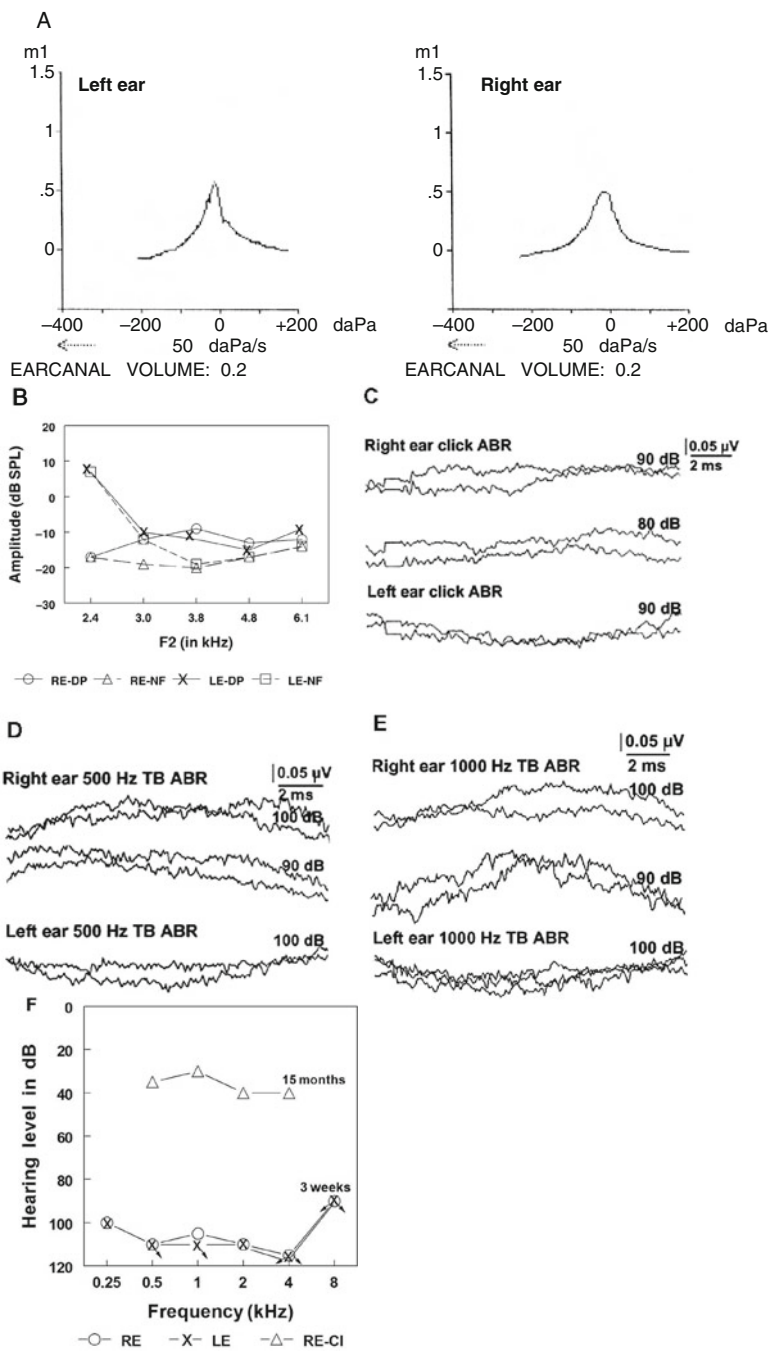 A
m1 m1
1.5 Left ear 1.5 Right ear
1 1
.5 .5
0 0
−400 −200 0 +200 daPa −400 −200 0 +200 daPa
50 daPa/s 50 daPa/s
EARCANAL VOLUME: 0.2 EARCANAL VOLUME: 0.2
B
20
10
0
−10
−20
−30
Amplitude (dB SPL)
2.4 3.0 3.8 4.8 6.1
F2 (in kHz)
RE-DP RE-NF LE-DP LE-NF
C
Right ear click ABR
90 dB
0.05 µV
2 ms
80 dB
Left ear click ABR
90 dB
D
Right ear 500 Hz TB ABR
0.05 µV
2 ms
100 dB
90 dB
Left ear 500 Hz TB ABR
100 dB
E
0.05 µV
2 ms
Right ear 1000 Hz TB ABR
100 dB
90 dB
Left ear 1000 Hz TB ABR
100 dB
F
0
20
40
60
80
100
120
Hearing level in dB
15 months
3 weeks
0.25 0.5 1 2 4 8
Frequency (kHz)
RE LE RE-CI